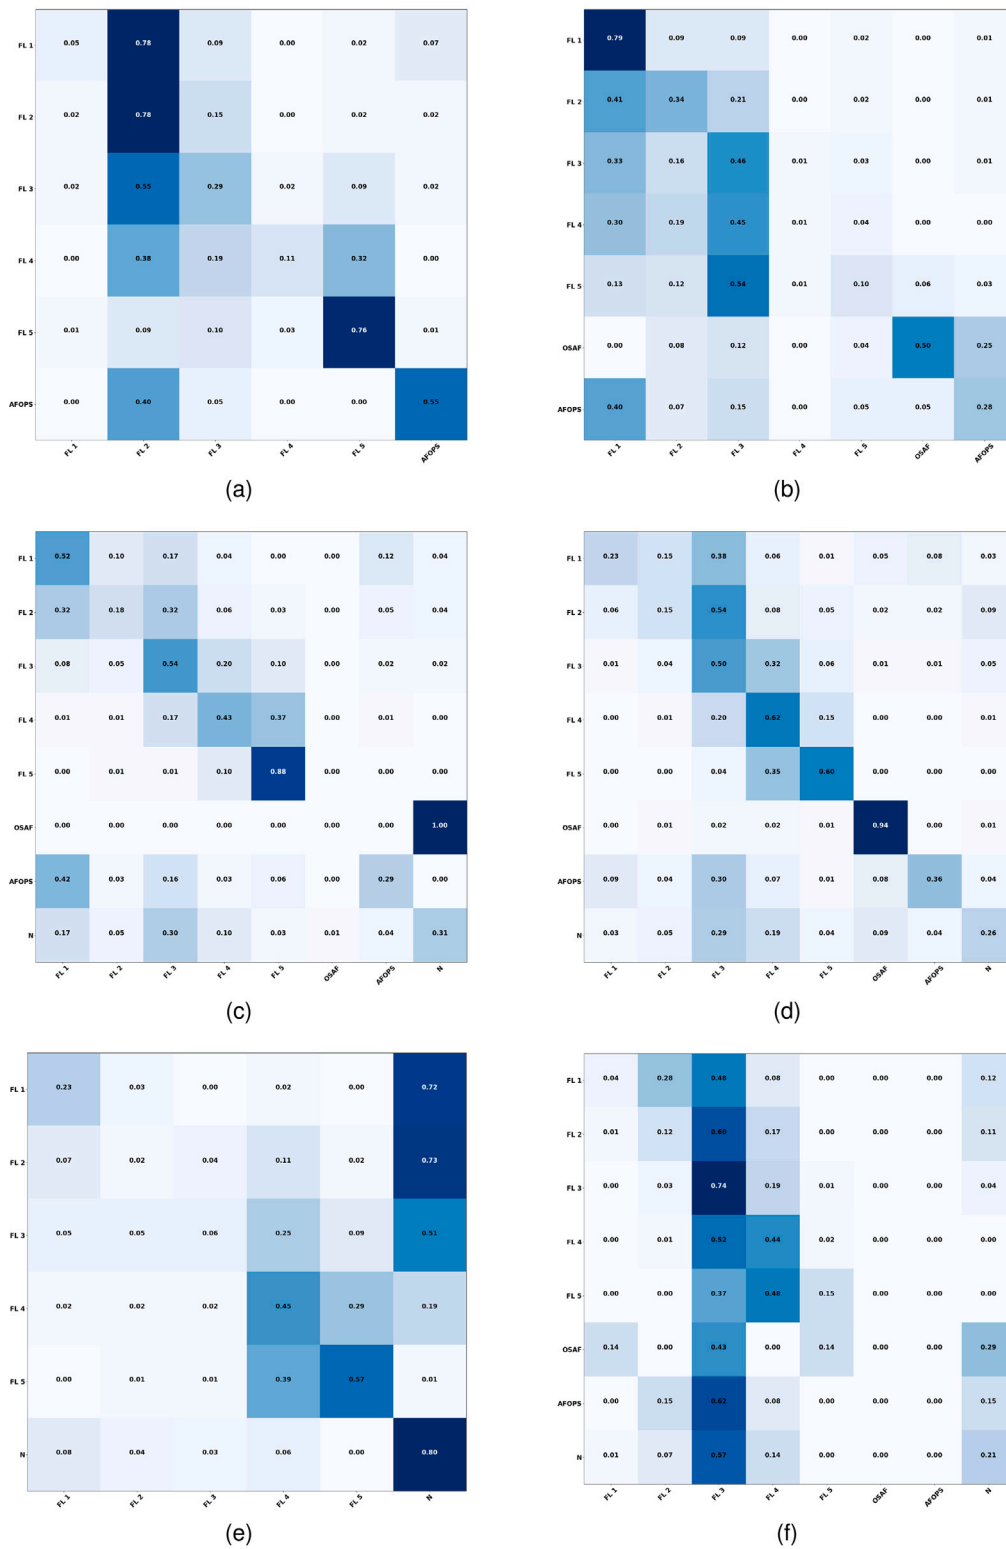 FL 1 0.05 0.78 0.09 0.00 0.02 0.07
FL 2 0.02 0.78 0.15 0.00 0.02 0.02
FL 3 0.02 0.55 0.29 0.02 0.09 0.02
FL 4 0.00 0.38 0.19 0.11 0.32 0.00
FL 5 0.01 0.09 0.10 0.03 0.76 0.01
AFOPS 0.00 0.40 0.05 0.00 0.00 0.55
FL 1 FL 2 FL 3 FL 4 FL 5 AFOPS
(a)
FL 1 0.79 0.09 0.09 0.00 0.02 0.00 0.01
FL 2 0.41 0.34 0.21 0.00 0.02 0.00 0.01
FL 3 0.33 0.16 0.46 0.01 0.03 0.00 0.01
FL 4 0.30 0.19 0.45 0.01 0.04 0.00 0.00
FL 5 0.13 0.12 0.54 0.01 0.10 0.06 0.03
OSAF 0.00 0.08 0.12 0.00 0.04 0.50 0.25
AFOPS 0.40 0.07 0.15 0.00 0.05 0.05 0.28
FL 1 FL 2 FL 3 FL 4 FL 5 OSAF AFOPS
(b)
FL 1 0.52 0.10 0.17 0.04 0.00 0.00 0.12 0.04
FL 2 0.32 0.18 0.32 0.06 0.03 0.00 0.05 0.04
FL 3 0.08 0.05 0.54 0.20 0.10 0.00 0.02 0.02
FL 4 0.01 0.01 0.17 0.43 0.37 0.00 0.01 0.00
FL 5 0.00 0.01 0.01 0.10 0.88 0.00 0.00 0.00
OSAF 0.00 0.00 0.00 0.00 0.00 0.00 0.00 1.00
AFOPS 0.42 0.03 0.16 0.03 0.06 0.00 0.29 0.00
N 0.17 0.05 0.30 0.10 0.03 0.01 0.04 0.31
FL 1 FL 2 FL 3 FL 4 FL 5 OSAF AFOPS N
(c)
FL 1 0.23 0.15 0.38 0.06 0.01 0.05 0.08 0.03
FL 2 0.06 0.15 0.54 0.08 0.05 0.02 0.02 0.09
FL 3 0.01 0.04 0.50 0.32 0.06 0.01 0.01 0.05
FL 4 0.00 0.01 0.20 0.62 0.15 0.00 0.00 0.01
FL 5 0.00 0.00 0.04 0.35 0.60 0.00 0.00 0.00
OSAF 0.00 0.01 0.02 0.02 0.01 0.94 0.00 0.01
AFOPS 0.09 0.04 0.30 0.07 0.01 0.08 0.36 0.04
N 0.03 0.05 0.29 0.19 0.04 0.09 0.04 0.26
FL 1 FL 2 FL 3 FL 4 FL 5 OSAF AFOPS N
(d)
FL 1 0.23 0.03 0.00 0.02 0.00 0.72
FL 2 0.07 0.02 0.04 0.11 0.02 0.73
FL 3 0.05 0.05 0.06 0.25 0.09 0.51
FL 4 0.02 0.02 0.02 0.45 0.29 0.19
FL 5 0.00 0.01 0.01 0.39 0.57 0.01
N 0.08 0.04 0.03 0.06 0.00 0.80
FL 1 FL 2 FL 3 FL 4 FL 5 N
(e)
FL 1 0.04 0.28 0.48 0.08 0.00 0.00 0.00 0.12
FL 2 0.01 0.12 0.60 0.17 0.00 0.00 0.00 0.11
FL 3 0.00 0.03 0.74 0.19 0.01 0.00 0.00 0.04
FL 4 0.00 0.01 0.52 0.44 0.02 0.00 0.00 0.00
FL 5 0.00 0.00 0.37 0.48 0.15 0.00 0.00 0.00
OSAF 0.14 0.00 0.43 0.00 0.14 0.00 0.00 0.29
AFOPS 0.00 0.15 0.62 0.08 0.00 0.00 0.00 0.15
N 0.01 0.07 0.57 0.14 0.00 0.00 0.00 0.21
FL 1 FL 2 FL 3 FL 4 FL 5 OSAF AFOPS N
(f)